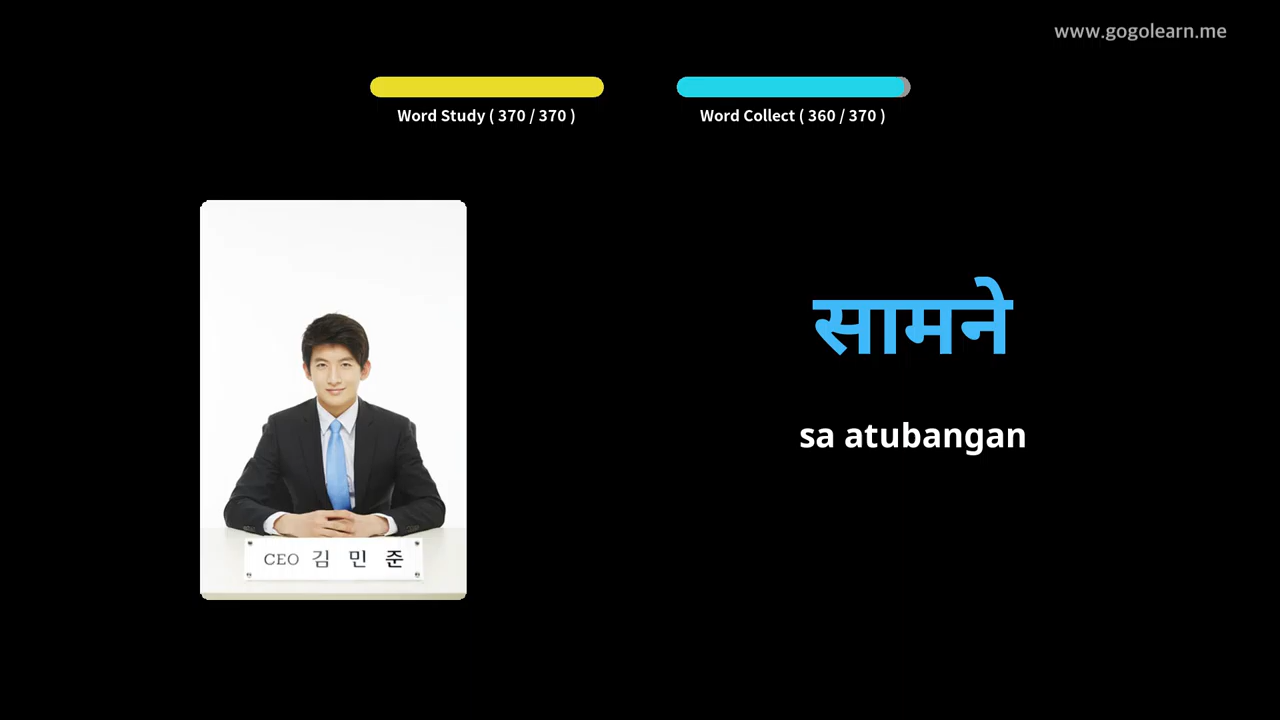 www.gogolearn.me
Word Study ( 370 / 370 )
Word Collect ( 360 / 370 )
सामने
sa atubangan
CEO 김 민 준